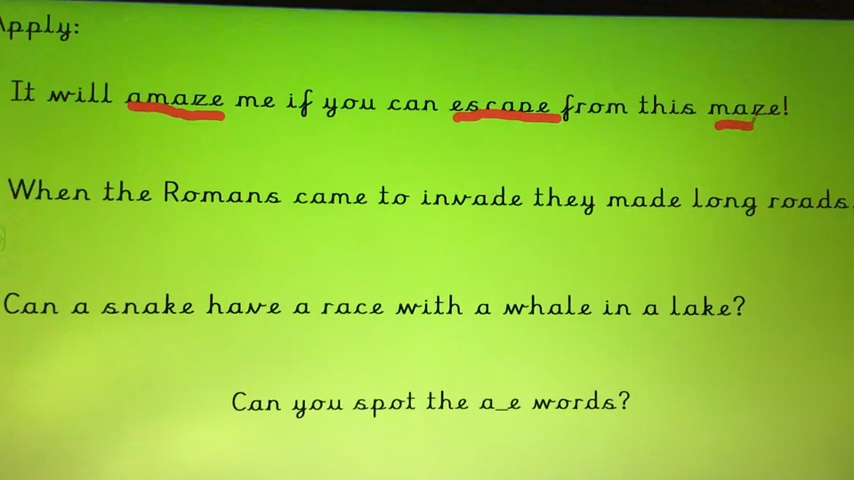 Apply:
It will amaze me if you can escape from this maze!
When the Romans came to invade they made long roads.
Can a snake have a race with a whale in a lake?
Can you spot the a_e words?